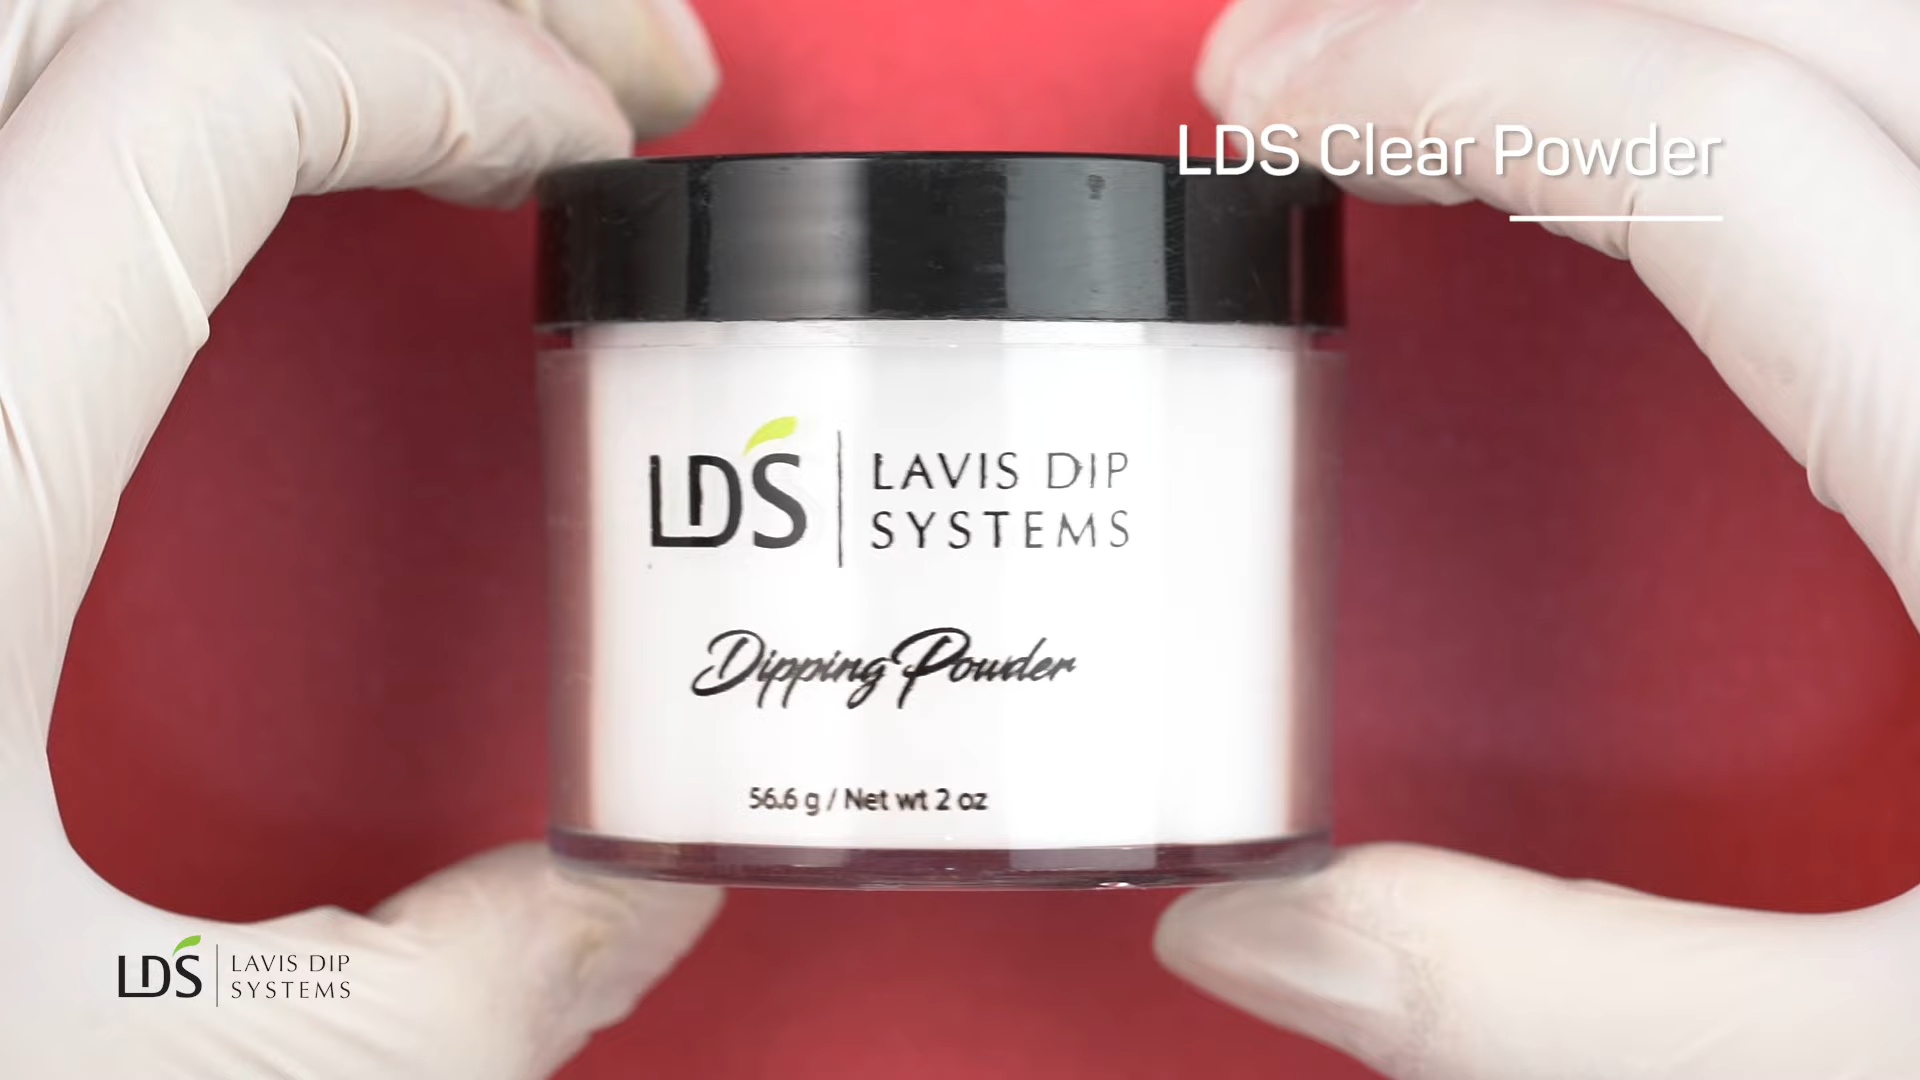 LDS Clear Powder
LDS
LAVIS DIP
SYSTEMS
Dipping Powder
56.6 g / Net wt 2 oz
LDS
LAVIS DIP
SYSTEMS